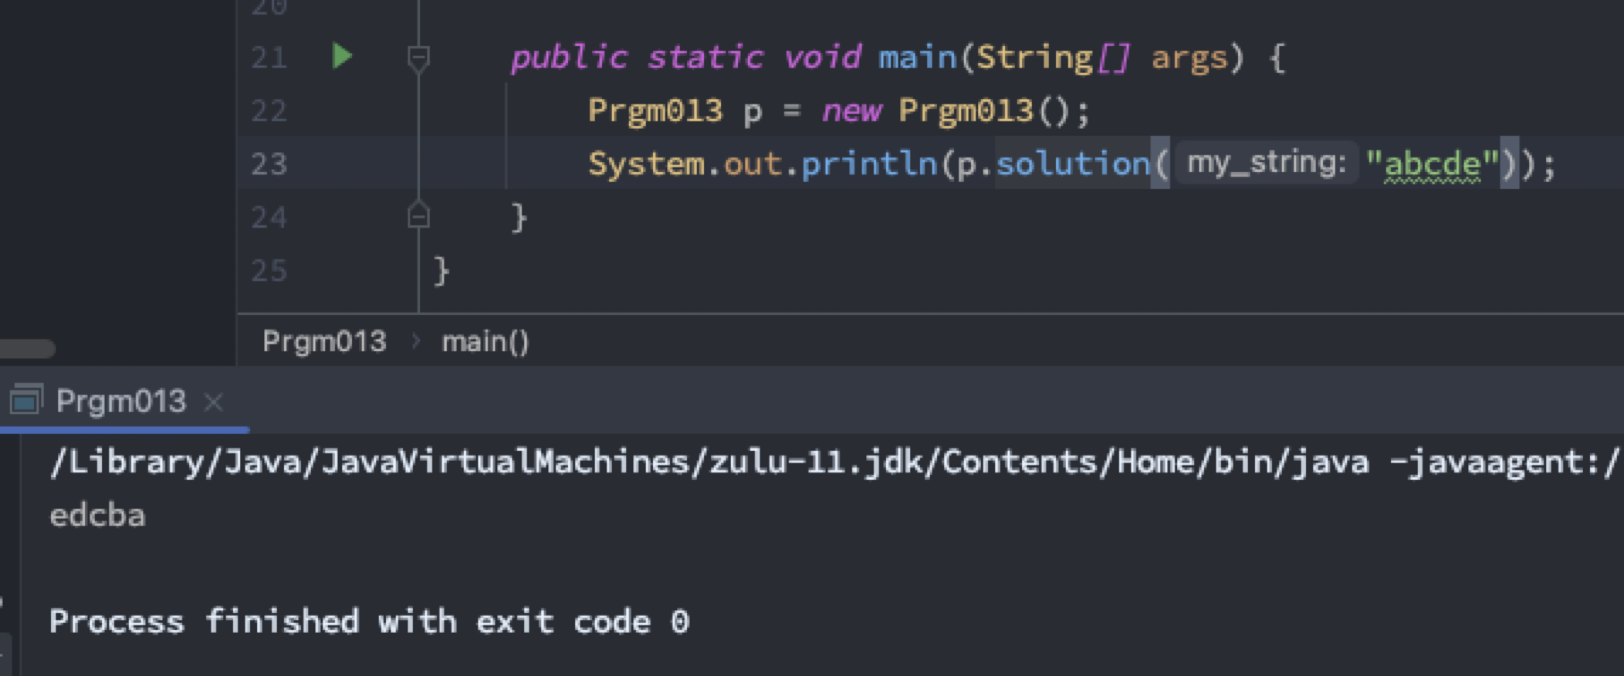 20
21 public static void main(String[] args) {
22 Prgm013 p = new Prgm013();
23 System.out.println(p.solution( my_string: "abcde"));
24 }
25 }
Prgm013 > main()
Prgm013 ×
/Library/Java/JavaVirtualMachines/zulu-11.jdk/Contents/Home/bin/java -javaagent:/
edcba
Process finished with exit code 0